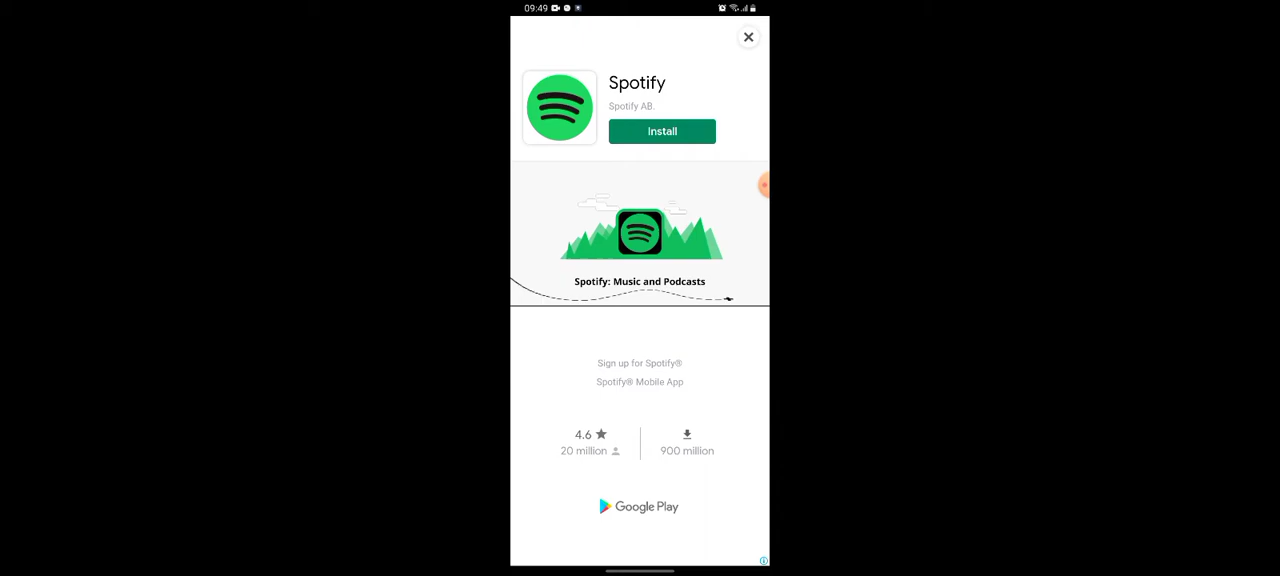 09:49
Spotify
Spotify AB.
Install
Spotify: Music and Podcasts
Sign up for Spotify®
Spotify® Mobile App
4.6
20 million
900 million
Google Play